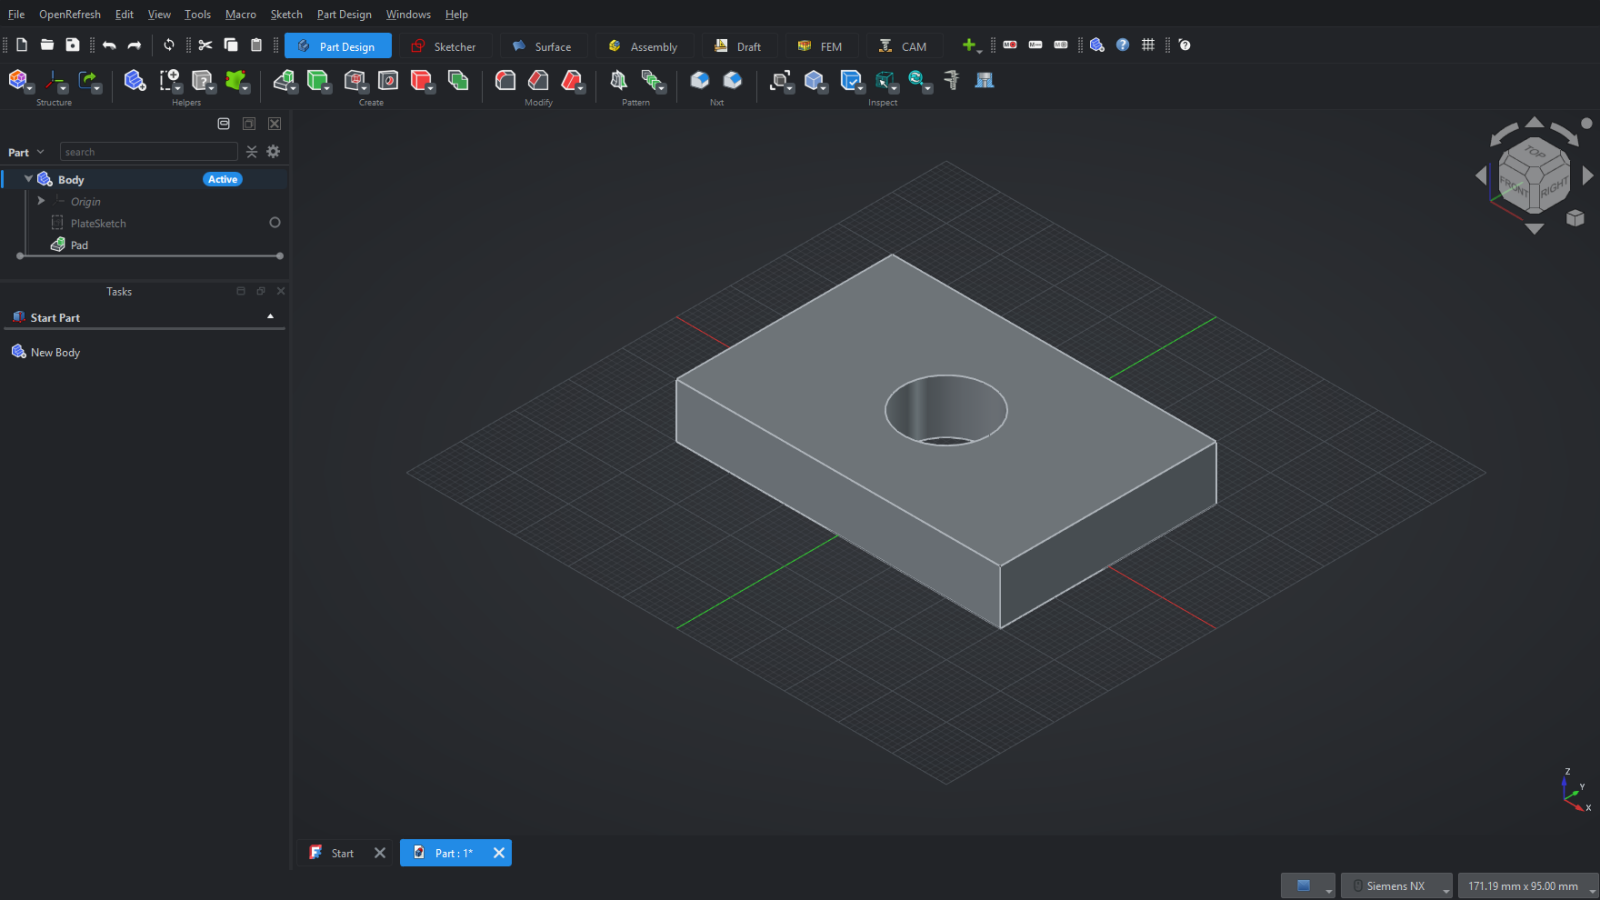 File OpenRefresh Edit View Tools Macro Sketch Part Design Windows Help
Part Design Sketcher Surface Assembly Draft FEM CAM
Structure Helpers Create Modify Pattern Nxt Inspect
Part search
Body Active
Origin
PlateSketch
Pad
Tasks
Start Part
New Body
TOP
FRONT RIGHT
Z
Y
X
Start Part : 1*
Siemens NX 171.19 mm x 95.00 mm